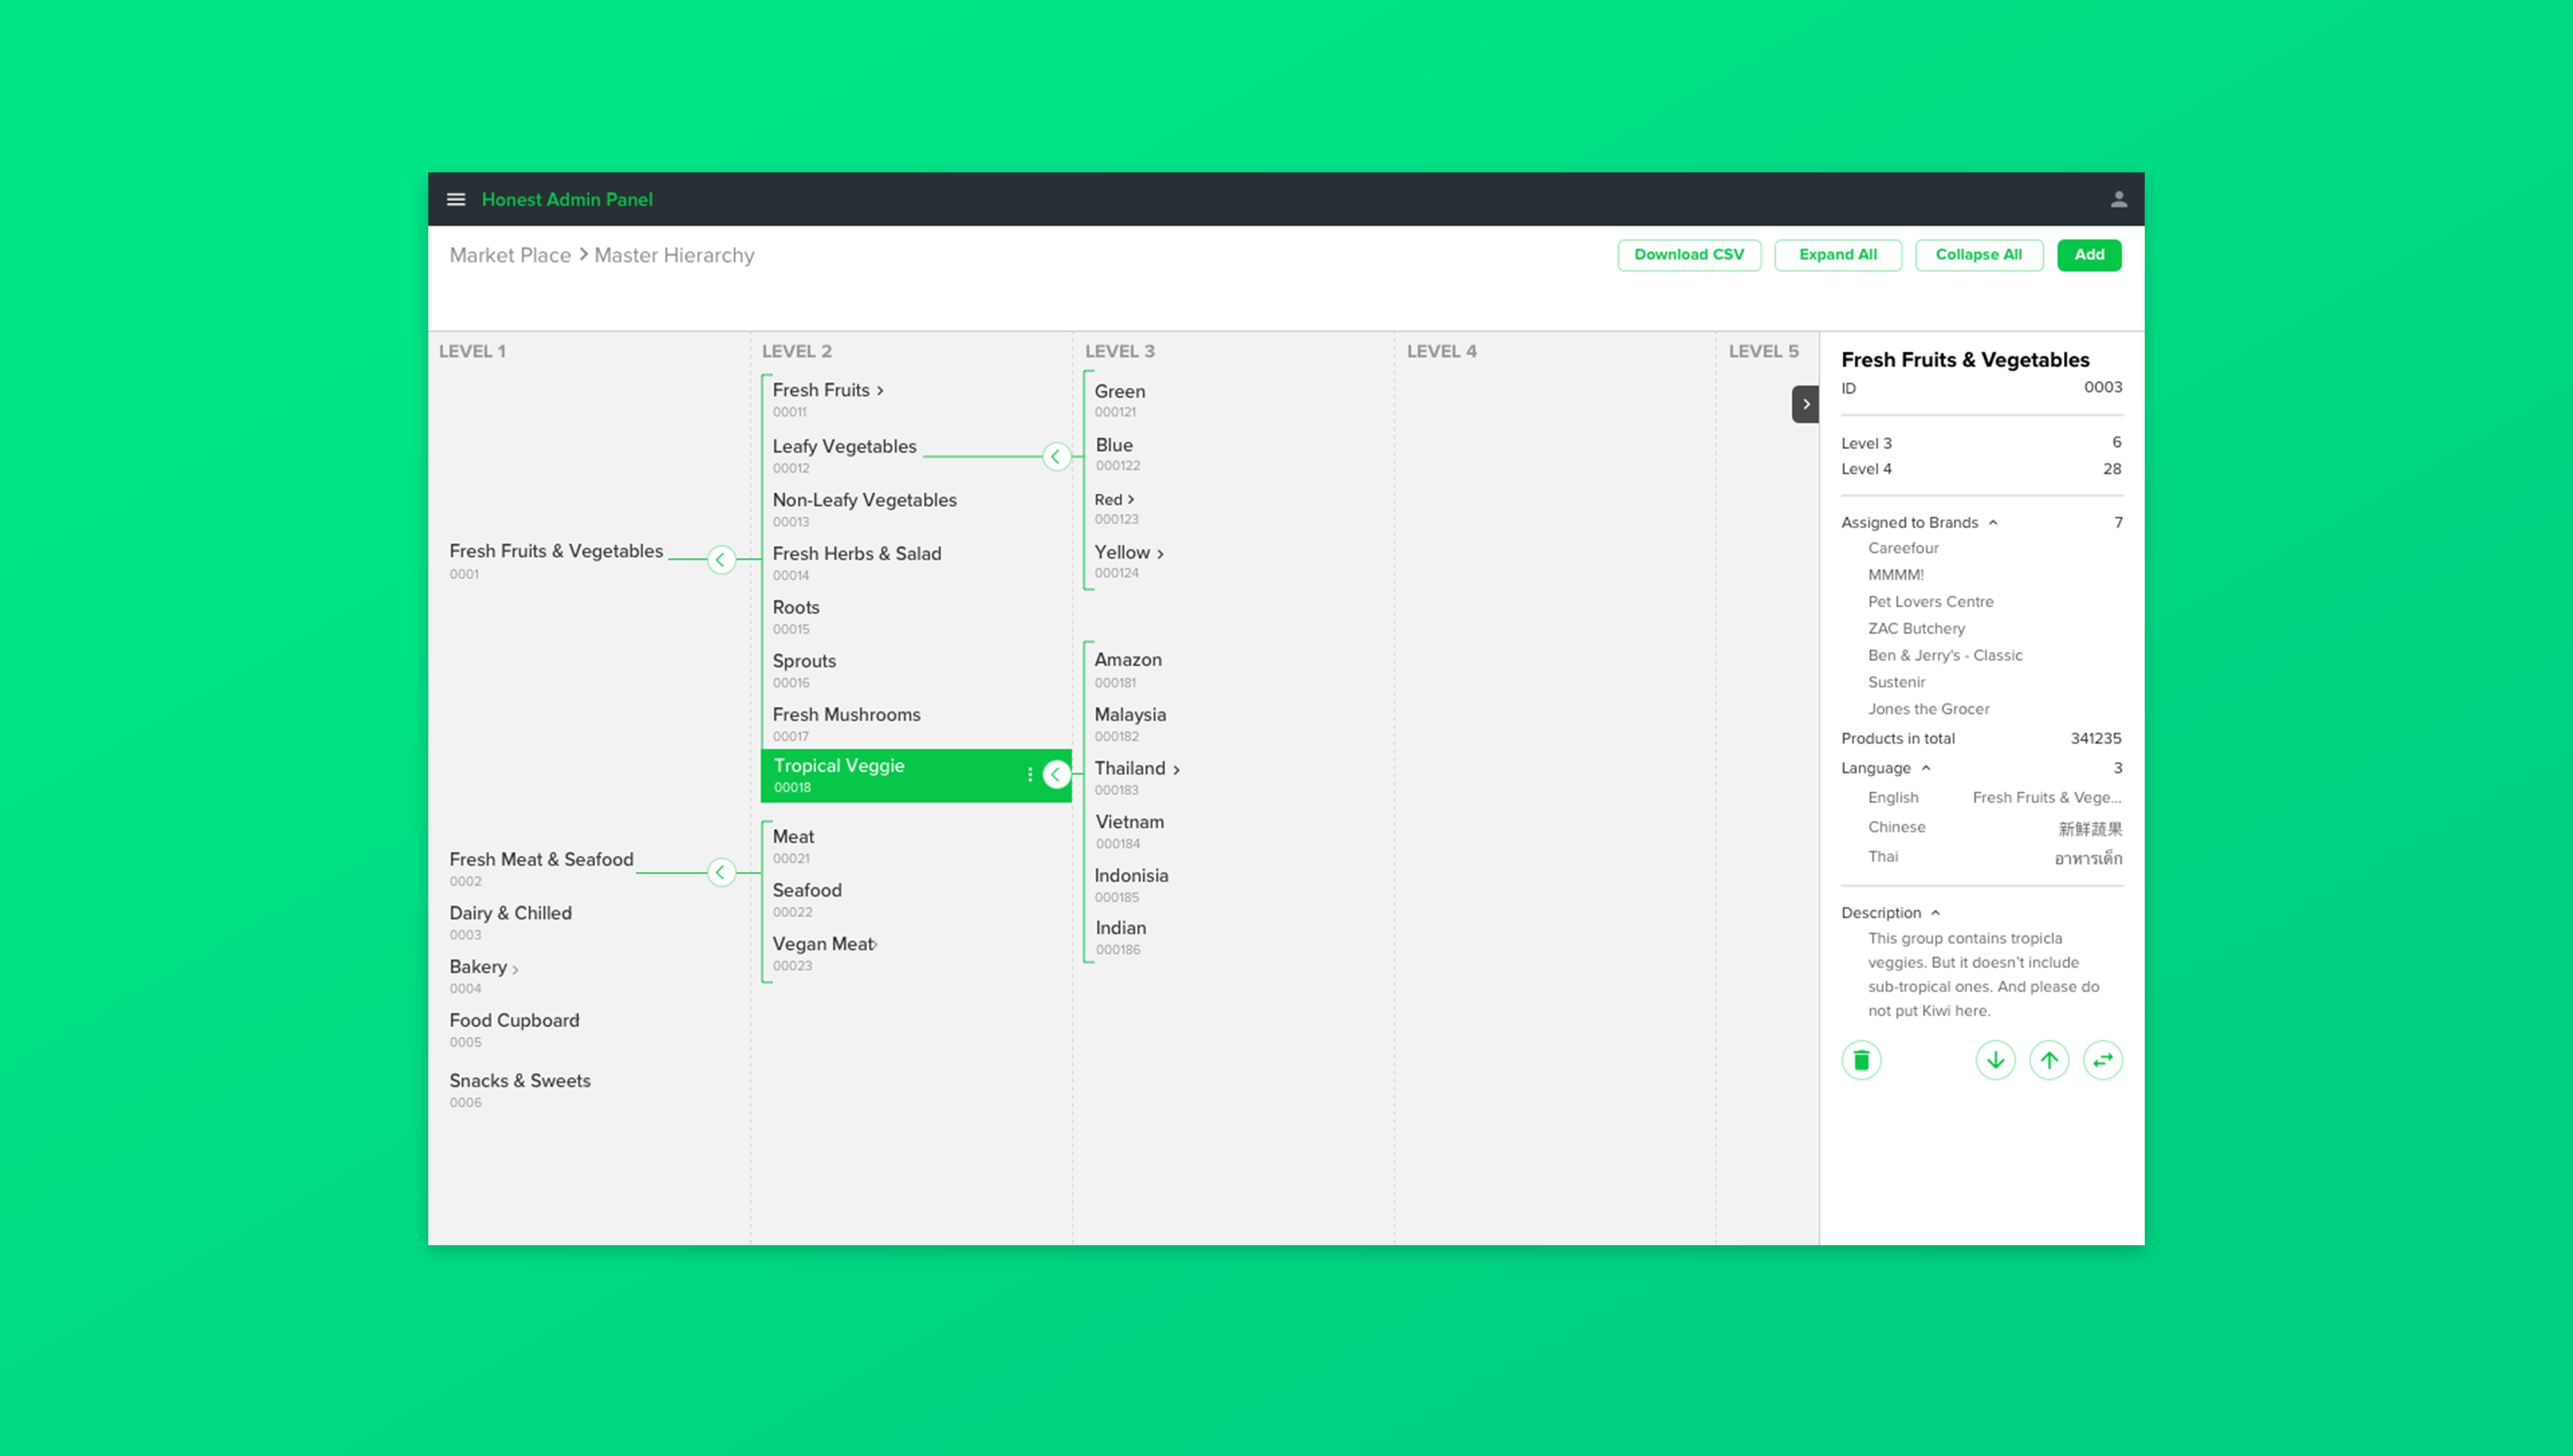 Honest Admin Panel
Market Place > Master Hierarchy
Download CSV
Expand All
Collapse All
Add
LEVEL 1
LEVEL 2
LEVEL 3
LEVEL 4
LEVEL 5
Fresh Fruits & Vegetables
0001
Fresh Meat & Seafood
0002
Dairy & Chilled
0003
Bakery
0004
Food Cupboard
0005
Snacks & Sweets
0006
Fresh Fruits
00011
Leafy Vegetables
00012
Non-Leafy Vegetables
00013
Fresh Herbs & Salad
00014
Roots
00015
Sprouts
00016
Fresh Mushrooms
00017
Tropical Veggie
00018
Meat
00021
Seafood
00022
Vegan Meat
00023
Green
000121
Blue
000122
Red
000123
Yellow
000124
Amazon
000181
Malaysia
000182
Thailand
000183
Vietnam
000184
Indonisia
000185
Indian
000186
Fresh Fruits & Vegetables
ID 0003
Level 3 6
Level 4 28
Assigned to Brands 7
Careefour
MMMM!
Pet Lovers Centre
ZAC Butchery
Ben & Jerry's - Classic
Sustenir
Jones the Grocer
Products in total 341235
Language 3
English Fresh Fruits & Vege...
Chinese 新鲜蔬果
Thai อาหารเด็ก
Description
This group contains tropicla
veggies. But it doesn't include
sub-tropical ones. And please do
not put Kiwi here.